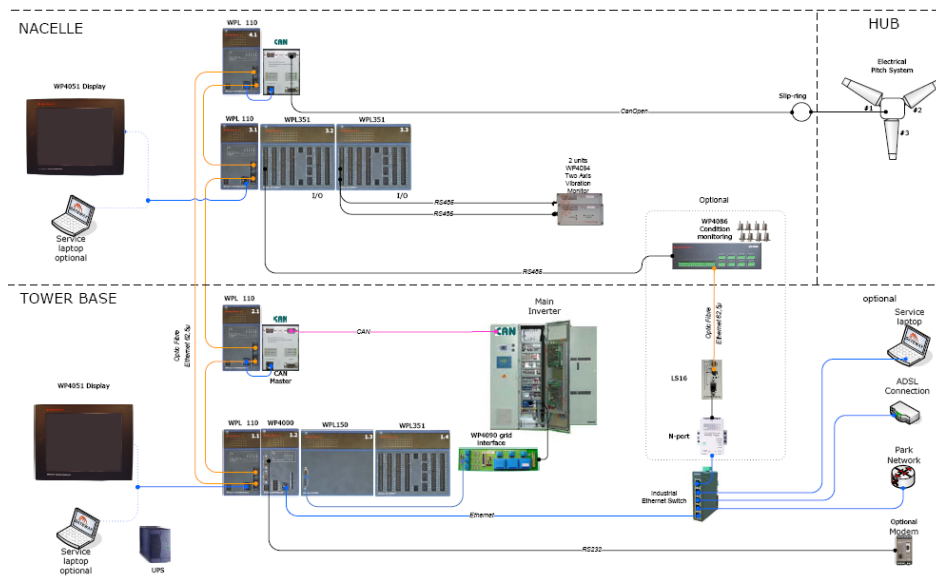 NACELLE
HUB
WPL 110
4.1
CAN
WP4051 Display
Electrical
Pitch System
Slip-ring
#1
#2
#3
CanOpen
WPL 110
WPL351
WPL351
3.1
3.2
3.3
I/O
I/O
2 units
WP4084
Two Axis
Vibration
Monitor
RS485
RS485
Service
laptop
optional
Optional
WP4086
Condition
monitoring
RS485
TOWER BASE
WPL 110
2.1
CAN
CAN
Master
CAN
Main
Inverter
CAN
Optic Fibre
Ethernet 62,5µ
Optic Fibre
Ethernet 62,5µ
optional
Service
laptop
LS16
ADSL
Connection
WP4051 Display
WPL 110
WP4000
WPL150
WPL351
1.1
1.2
1.3
1.4
WP4090 grid
interface
N-port
Park
Network
Industrial
Ethernet Switch
Ethernet
Optional
Modem
RS232
Service
laptop
optional
UPS